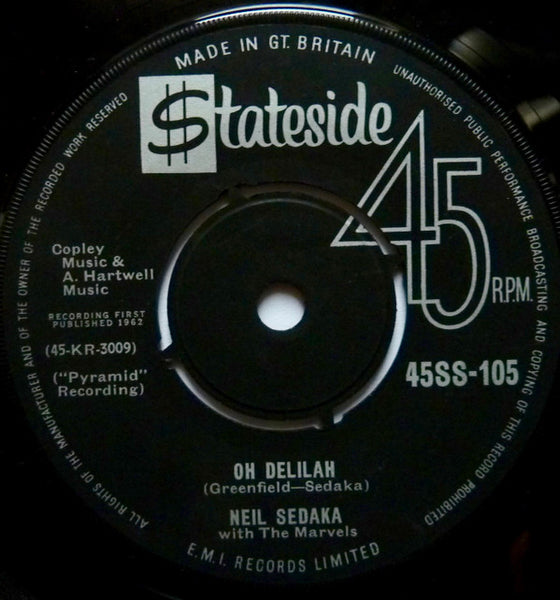 MADE IN GT. BRITAIN
UNAUTHORISED PUBLIC PERFORMANCE BROADCASTING AND COPYING OF THIS RECORD PROHIBITED
ALL RIGHTS OF THE MANUFACTURER AND OF THE OWNER OF THE RECORDED WORK RESERVED
$tateside
45 R.P.M.
Copley
Music &
A. Hartwell
Music
RECORDING FIRST
PUBLISHED 1962
(45-KR-3009)
("Pyramid"
Recording)
45SS-105
OH DELILAH
(Greenfield—Sedaka)
NEIL SEDAKA
with The Marvels
E.M.I. RECORDS LIMITED